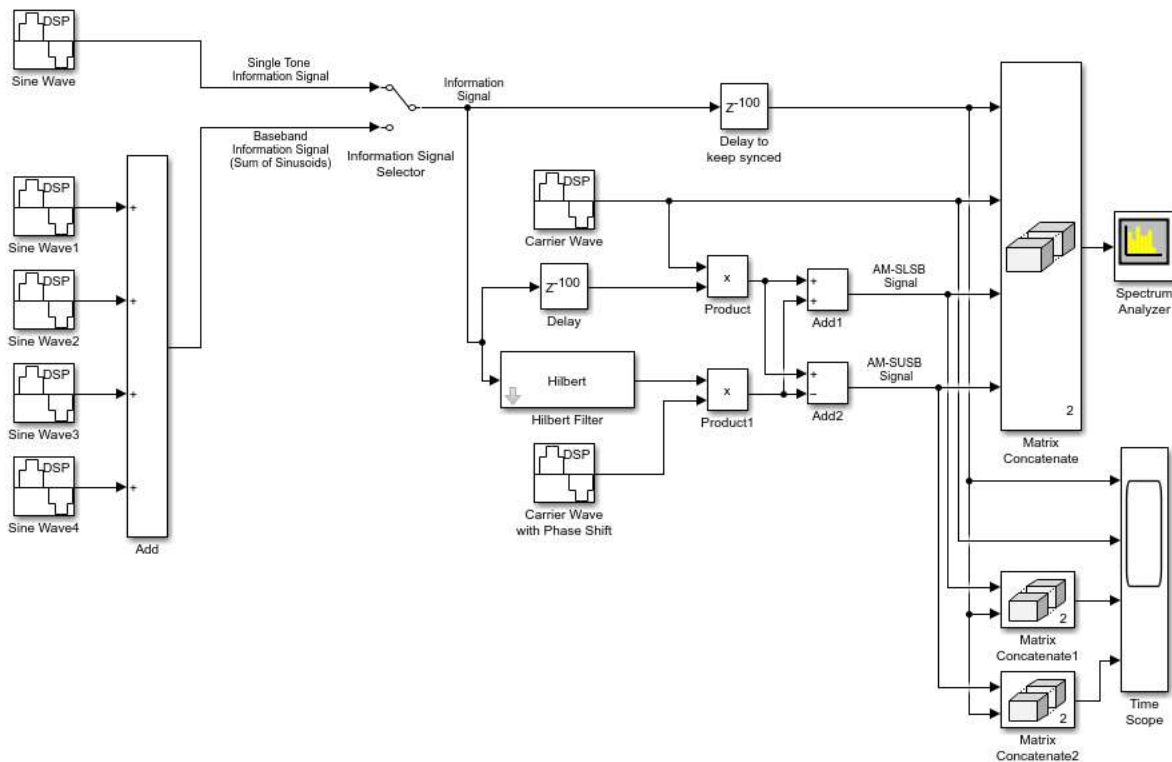 DSP
Sine Wave
Single Tone
Information Signal
Information
Signal
Baseband
Information Signal
(Sum of Sinusoids)
Information Signal
Selector
Z-100
Delay to
keep synced
DSP
Sine Wave1
+
DSP
Sine Wave2
+
DSP
Sine Wave3
+
DSP
Sine Wave4
+
Add
DSP
Carrier Wave
Z-100
Delay
x
Product
+
+
Add1
AM-SLSB
Signal
Hilbert
Hilbert Filter
x
Product1
+
−
Add2
AM-SUSB
Signal
DSP
Carrier Wave
with Phase Shift
2
Matrix
Concatenate
Spectrum
Analyzer
2
Matrix
Concatenate1
2
Matrix
Concatenate2
Time
Scope